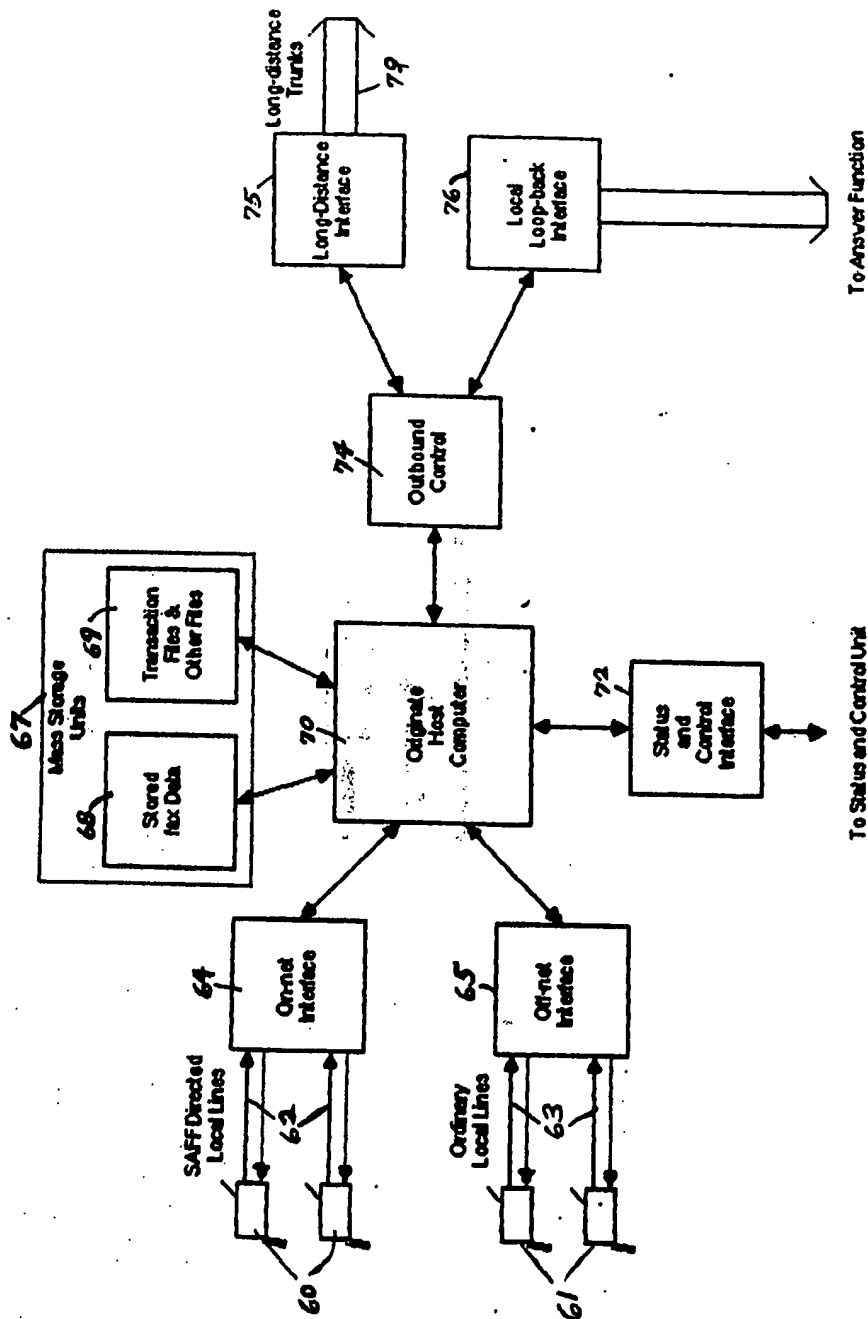 67
Mass Storage
Units
68
Stored
fax Data
69
Transaction
Files &
Other Files
SAFF Directed
Local Lines
60
62
64
On-net
Interface
Ordinary
Local Lines
61
63
65
Off-net
Interface
70
Originate
Host
Computer
72
Status
and
Control
Interface
To Status and Control Unit
74
Outbound
Control
75
Long-Distance
Interface
Long-distance
Trunks
79
76
Local
Loop-back
Interface
To Answer Function